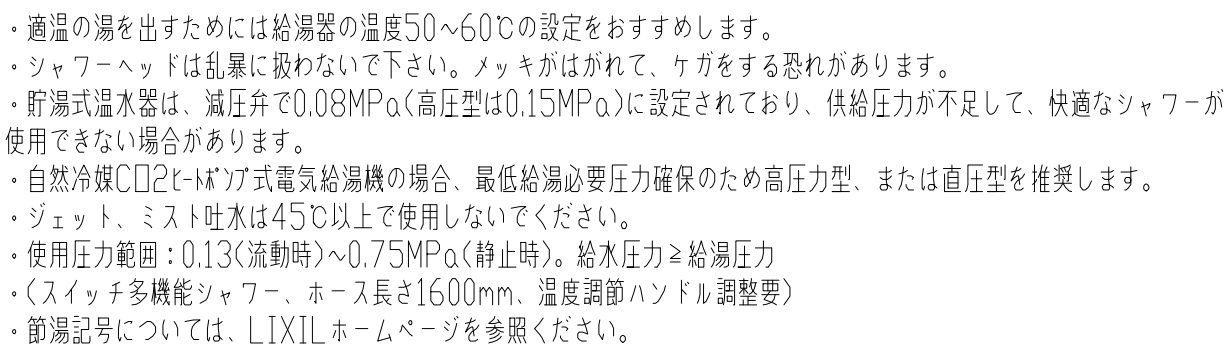 ・適温の湯を出すためには給湯器の温度50～60℃の設定をおすすめします。
・シャワーヘッドは乱暴に扱わないで下さい。メッキがはがれて、ケガをする恐れがあります。
・貯湯式温水器は、減圧弁で0.08MPa(高圧型は0.15MPa)に設定されており、供給圧力が不足して、快適なシャワーが
使用できない場合があります。
・自然冷媒CO2ﾋｰﾄﾎﾟﾝﾌﾟ式電気給湯機の場合、最低給湯必要圧力確保のため高圧力型、または直圧型を推奨します。
・ジェット、ミスト吐水は45℃以上で使用しないでください。
・使用圧力範囲：0.13(流動時)～0.75MPa(静止時)。給水圧力≧給湯圧力
・(スイッチ多機能シャワー、ホース長さ1600mm、温度調節ハンドル調整要)
・節湯記号については、LIXILホームページを参照ください。